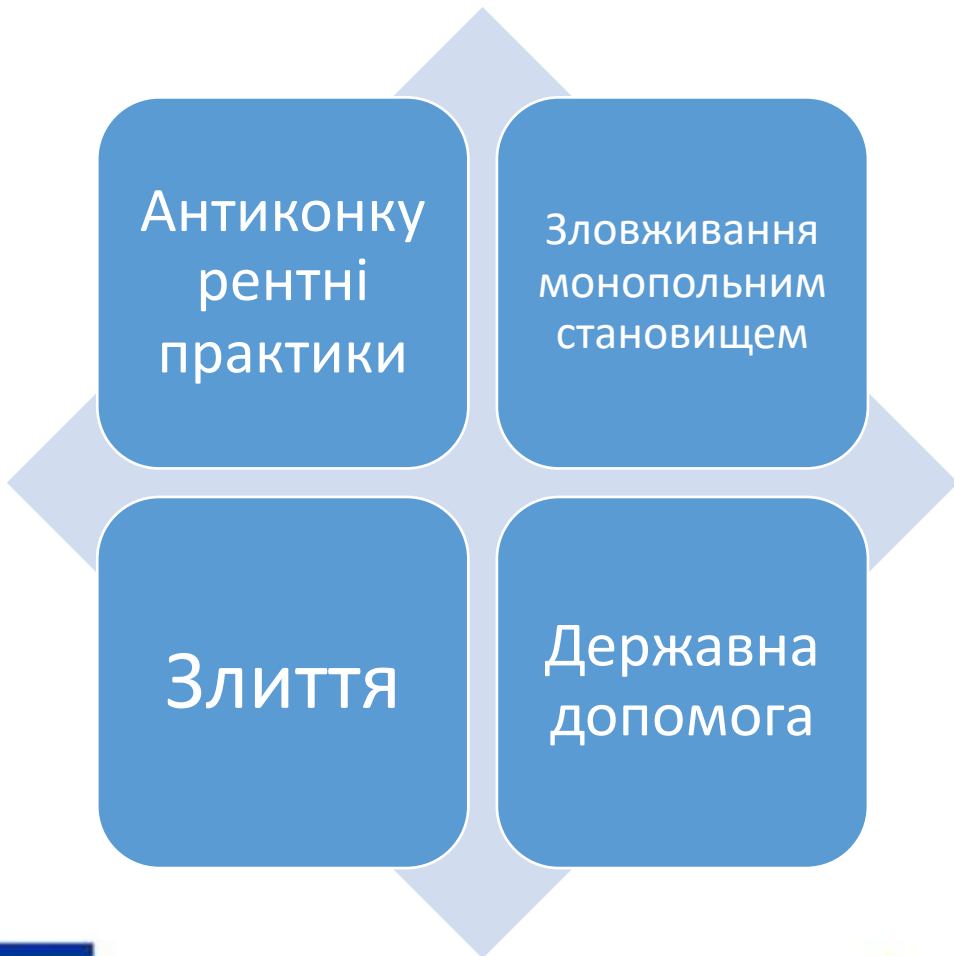 Антиконку
рентні
практики
Зловживання
монопольним
становищем
Злиття
Державна
допомога